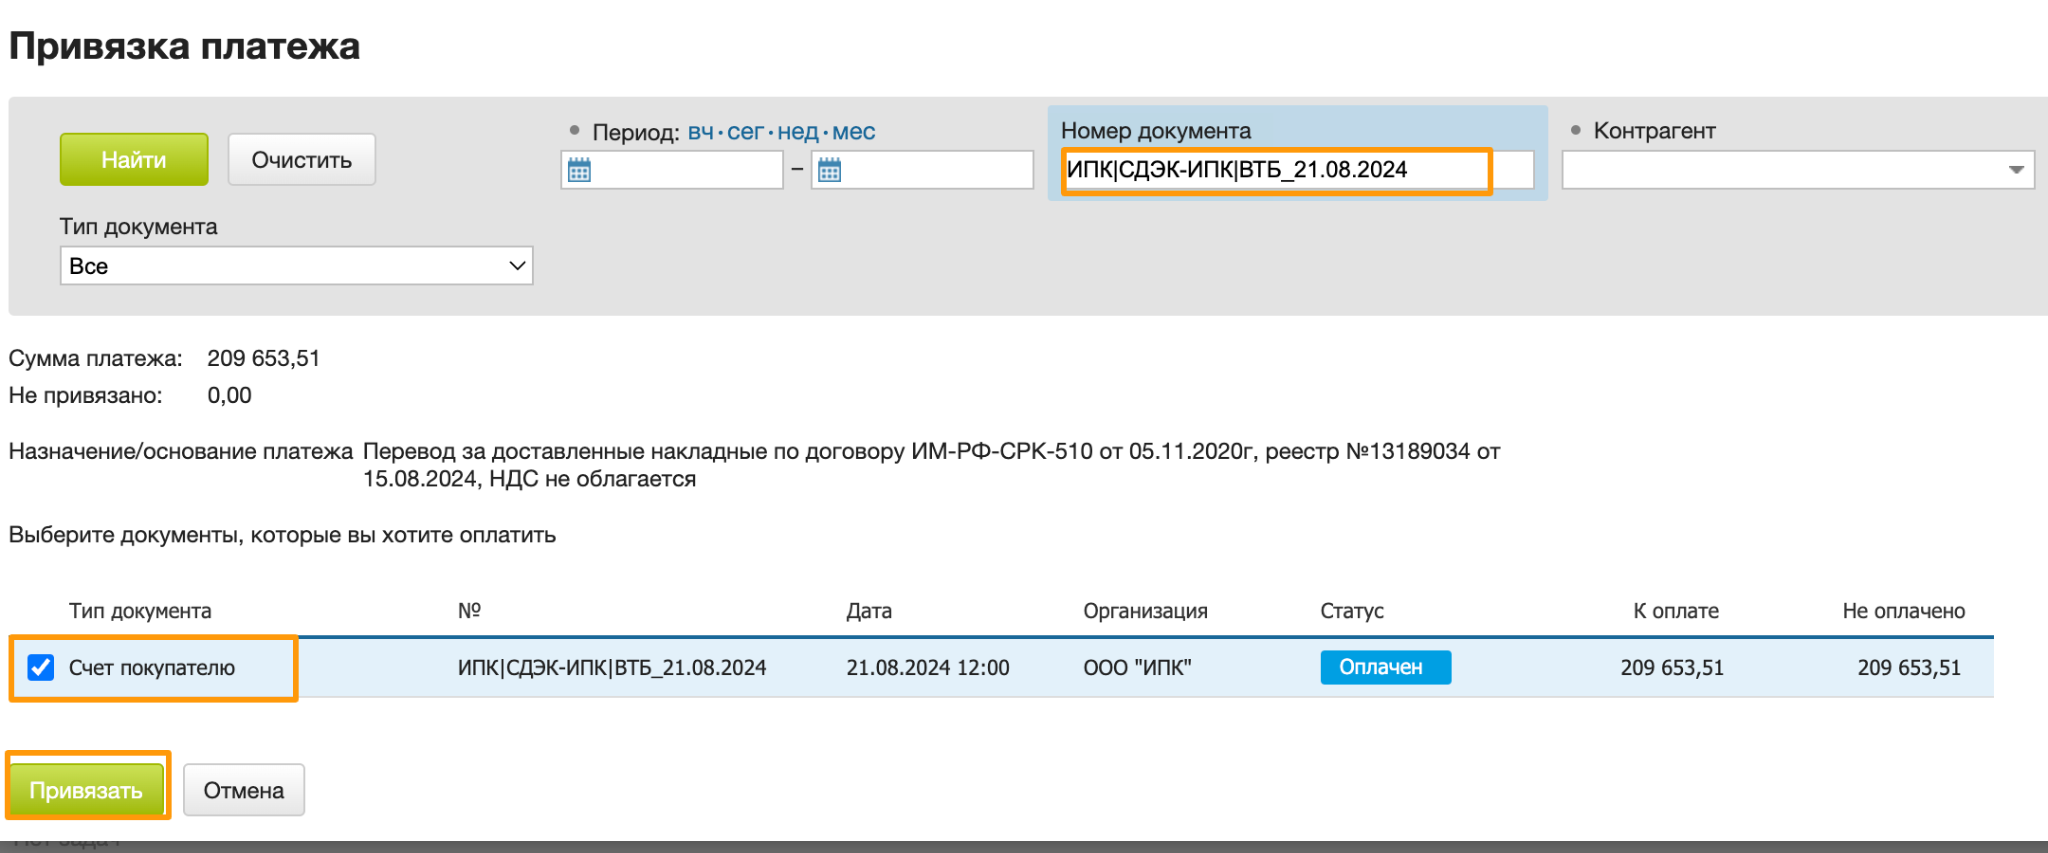 Привязка платежа
Найти
Очистить
Период: вч·сег·нед·мес
–
Номер документа
ИПК|СДЭК-ИПК|ВТБ_21.08.2024
Контрагент
Тип документа
Все
Сумма платежа: 209 653,51
Не привязано: 0,00
Назначение/основание платежа Перевод за доставленные накладные по договору ИМ-РФ-СРК-510 от 05.11.2020г, реестр №13189034 от
15.08.2024, НДС не облагается
Выберите документы, которые вы хотите оплатить
Тип документа № Дата Организация Статус К оплате Не оплачено
Счет покупателю ИПК|СДЭК-ИПК|ВТБ_21.08.2024 21.08.2024 12:00 ООО "ИПК" Оплачен 209 653,51 209 653,51
Привязать Отмена